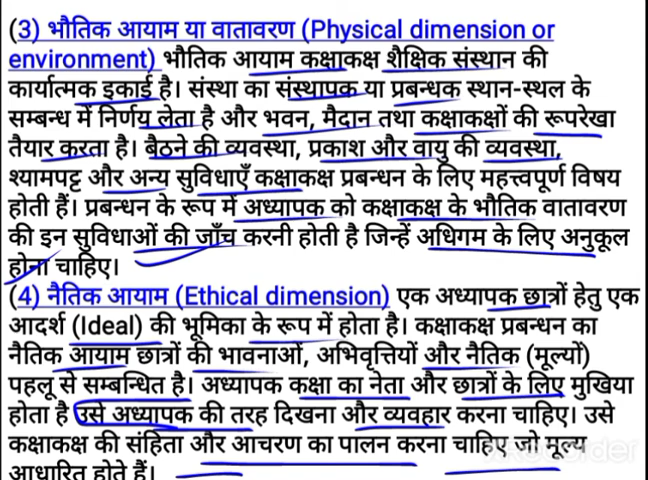 (3) भौतिक आयाम या वातावरण (Physical dimension or
environment) भौतिक आयाम कक्षाकक्ष शैक्षिक संस्थान की
कार्यात्मक इकाई है। संस्था का संस्थापक या प्रबन्धक स्थान-स्थल के
सम्बन्ध में निर्णय लेता है और भवन, मैदान तथा कक्षाकक्षों की रूपरेखा
तैयार करता है। बैठने की व्यवस्था, प्रकाश और वायु की व्यवस्था,
श्यामपट्ट और अन्य सुविधाएँ कक्षाकक्ष प्रबन्धन के लिए महत्त्वपूर्ण विषय
होती हैं। प्रबन्धन के रूप में अध्यापक को कक्षाकक्ष के भौतिक वातावरण
की इन सुविधाओं की जाँच करनी होती है जिन्हें अधिगम के लिए अनुकूल
होना चाहिए।
(4) नैतिक आयाम (Ethical dimension) एक अध्यापक छात्रों हेतु एक
आदर्श (Ideal) की भूमिका के रूप में होता है। कक्षाकक्ष प्रबन्धन का
नैतिक आयाम छात्रों की भावनाओं, अभिवृत्तियों और नैतिक (मूल्यों)
पहलू से सम्बन्धित है। अध्यापक कक्षा का नेता और छात्रों के लिए मुखिया
होता है उसे अध्यापक की तरह दिखना और व्यवहार करना चाहिए। उसे
कक्षाकक्ष की संहिता और आचरण का पालन करना चाहिए जो मूल्य
आधारित होते हैं।